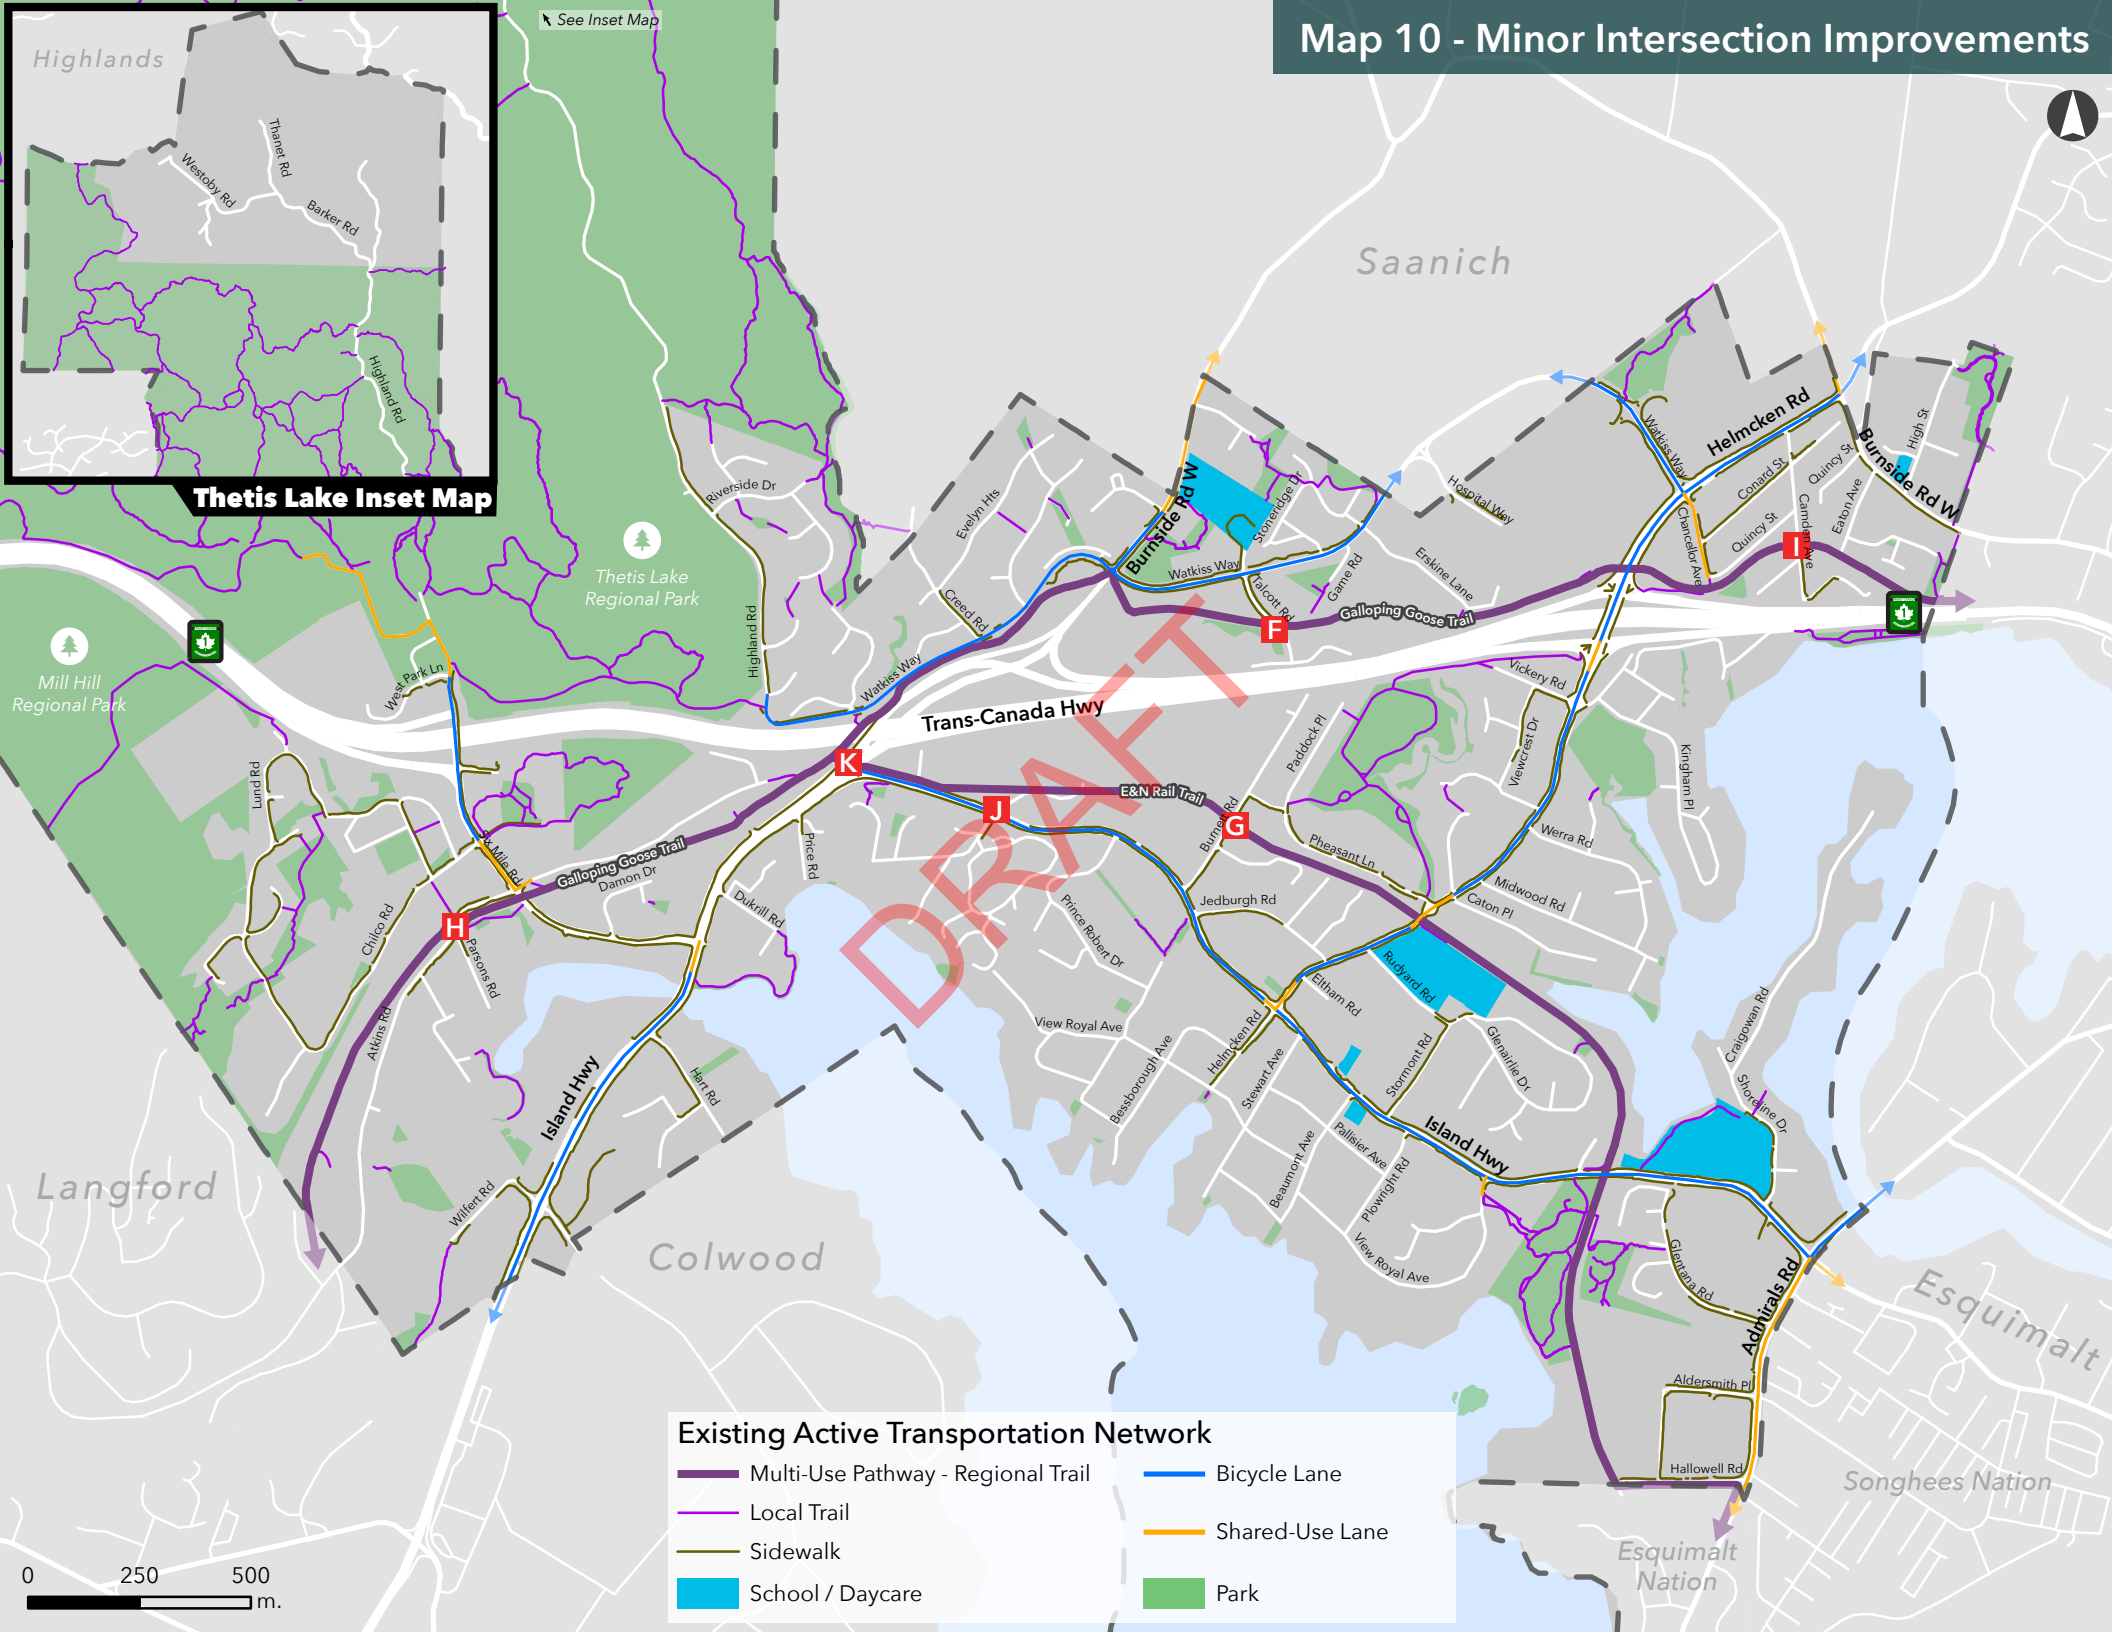 Map 10 - Minor Intersection Improvements
See Inset Map
Highlands
Thanet Rd
Westoby Rd
Barker Rd
Highland Rd
Thetis Lake Inset Map
Saanich
Thetis Lake
Regional Park
Mill Hill
Regional Park
1
1
Riverside Dr
Highland Rd
Evelyn Hts
Creed Rd
Watkiss Way
Burnside Rd W
Stoneridge Dr
Watkiss Way
Talcott Rd
Game Rd
Erskine Lane
Hospital Way
Galloping Goose Trail
Watkiss Way
Helmcken Rd
Conard St
Quincy St
Quincy St
Chancellor Ave
Camden Ave
Eaton Ave
High St
Burnside Rd W
F
I
West Park Ln
Lund Rd
Six Mile Rd
Chilco Rd
Parsons Rd
Atkins Rd
H
Galloping Goose Trail
Damon Dr
Dukrill Rd
Price Rd
K
J
G
Trans-Canada Hwy
E&N Rail Trail
Burnett Rd
Paddock Pl
Pheasant Ln
Vickery Rd
Viewcrest Dr
Werra Rd
Kingham Pl
Midwood Rd
Caton Pl
Jedburgh Rd
Prince Robert Dr
Rudyard Rd
Eltham Rd
View Royal Ave
Helmcken Rd
Bessborough Ave
Stewart Ave
Stormont Rd
Glenairlie Dr
Craigowan Rd
Shoreline Dr
Island Hwy
Hart Rd
Wilfert Rd
Island Hwy
Pallisier Ave
Beaumont Ave
Plowright Rd
View Royal Ave
Glentana Rd
Admirals Rd
Aldersmith Pl
Hallowell Rd
Langford
Colwood
Esquimalt
Songhees Nation
Esquimalt
Nation
DRAFT
Existing Active Transportation Network
Multi-Use Pathway - Regional Trail
Local Trail
Sidewalk
School / Daycare
Bicycle Lane
Shared-Use Lane
Park
0 250 500
m.